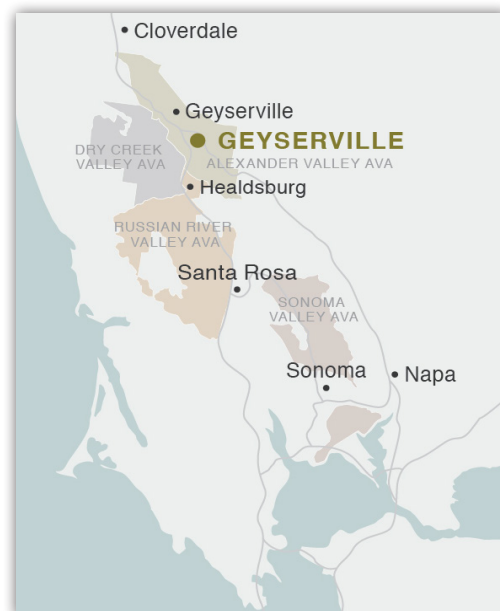 Cloverdale
Geyserville
GEYSERVILLE
DRY CREEK
VALLEY AVA
ALEXANDER VALLEY AVA
Healdsburg
RUSSIAN RIVER
VALLEY AVA
Santa Rosa
SONOMA
VALLEY AVA
Sonoma
Napa